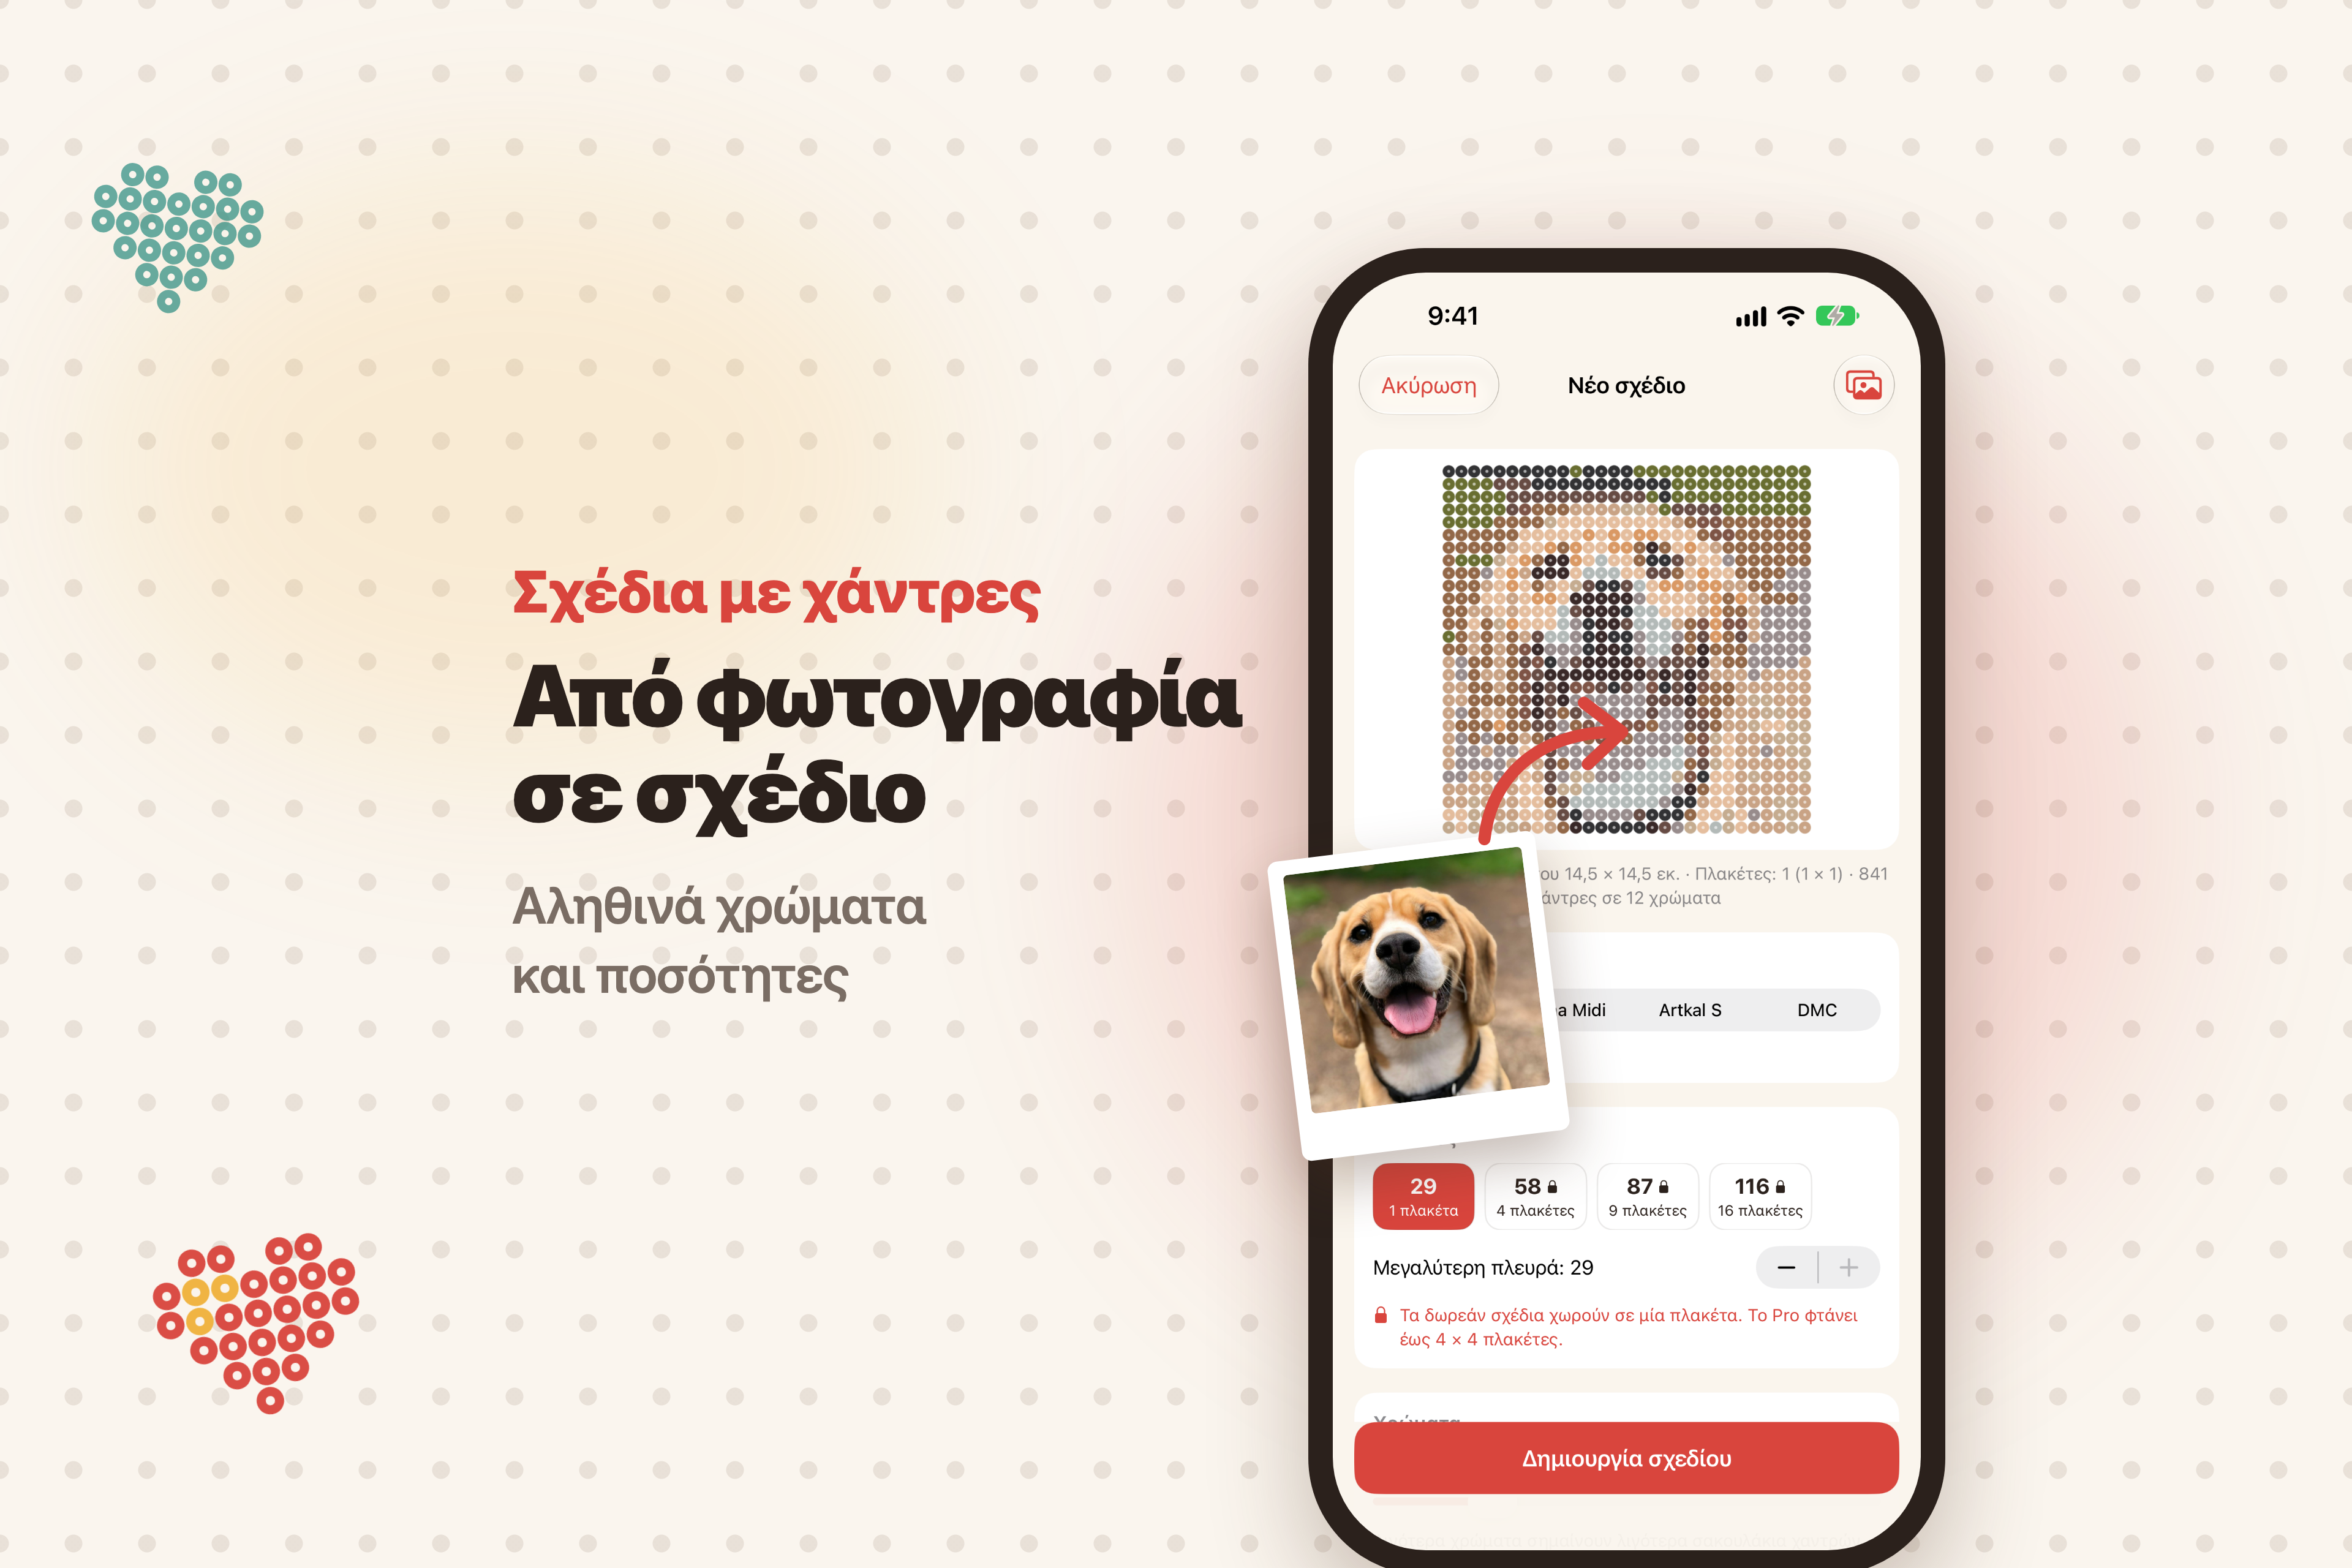 Σχέδια με χάντρες
Από φωτογραφία
σε σχέδιο
Αληθινά χρώματα
και ποσότητες
9:41
Ακύρωση
Νέο σχέδιο
14,5 × 14,5 εκ. · Πλακέτες: 1 (1 × 1) · 841
σε 12 χρώματα
Midi
Artkal S
DMC
29
1 πλακέτα
58
4 πλακέτες
87
9 πλακέτες
116
16 πλακέτες
Μεγαλύτερη πλευρά: 29
Τα δωρεάν σχέδια χωρούν σε μία πλακέτα. Το Pro φτάνει
έως 4 × 4 πλακέτες.
Δημιουργία σχεδίου